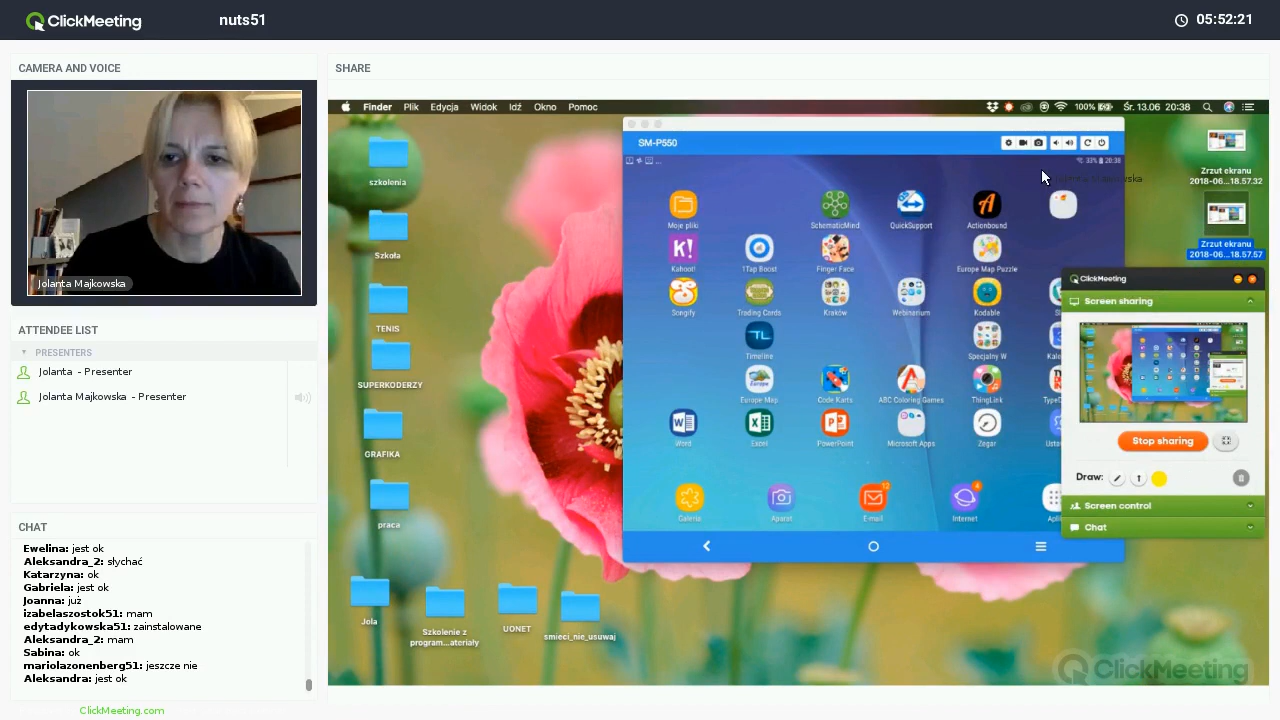 ClickMeeting
nuts51
05:52:21
CAMERA AND VOICE
SHARE
Jolanta Majkowska
ATTENDEE LIST
PRESENTERS
Jolanta - Presenter
Jolanta Majkowska - Presenter
CHAT
Ewelina: jest ok
Aleksandra_2: słychać
Katarzyna: ok
Gabriela: jest ok
Joanna: już
izabelaszostok51: mam
edytadykowska51: zainstalowane
Aleksandra_2: mam
Sabina: ok
mariolazonenberg51: jeszcze nie
Aleksandra: jest ok
ClickMeeting.com
Finder Plik Edycja Widok Idź Okno Pomoc
100% Śr. 13.06 20:38
szkolenia
Szkoła
TENIS
SUPERKODERZY
GRAFIKA
praca
Jola
Szkolenie z
program...ateriały
UONET
smieci_nie_usuwaj
Zrzut ekranu
2018-06...18.57.32
Zrzut ekranu
2018-06...18.57.57
SM-P550
33% 20:38
Moje pliki
SchematicMind
QuickSupport
Actionbound
Kahoot!
1Tap Boost
Finger Face
Europe Map Puzzle
Songify
Trading Cards
Kraków
Webinarium
Kodable
TL
Timeline
Specjalny W
Europe Map
Code Karts
ABC Coloring Games
ThingLink
Word
Excel
PowerPoint
Microsoft Apps
Zegar
Galeria
Aparat
12
E-mail
4
Internet
ClickMeeting
Screen sharing
Stop sharing
Draw:
Screen control
Chat
ClickMeeting